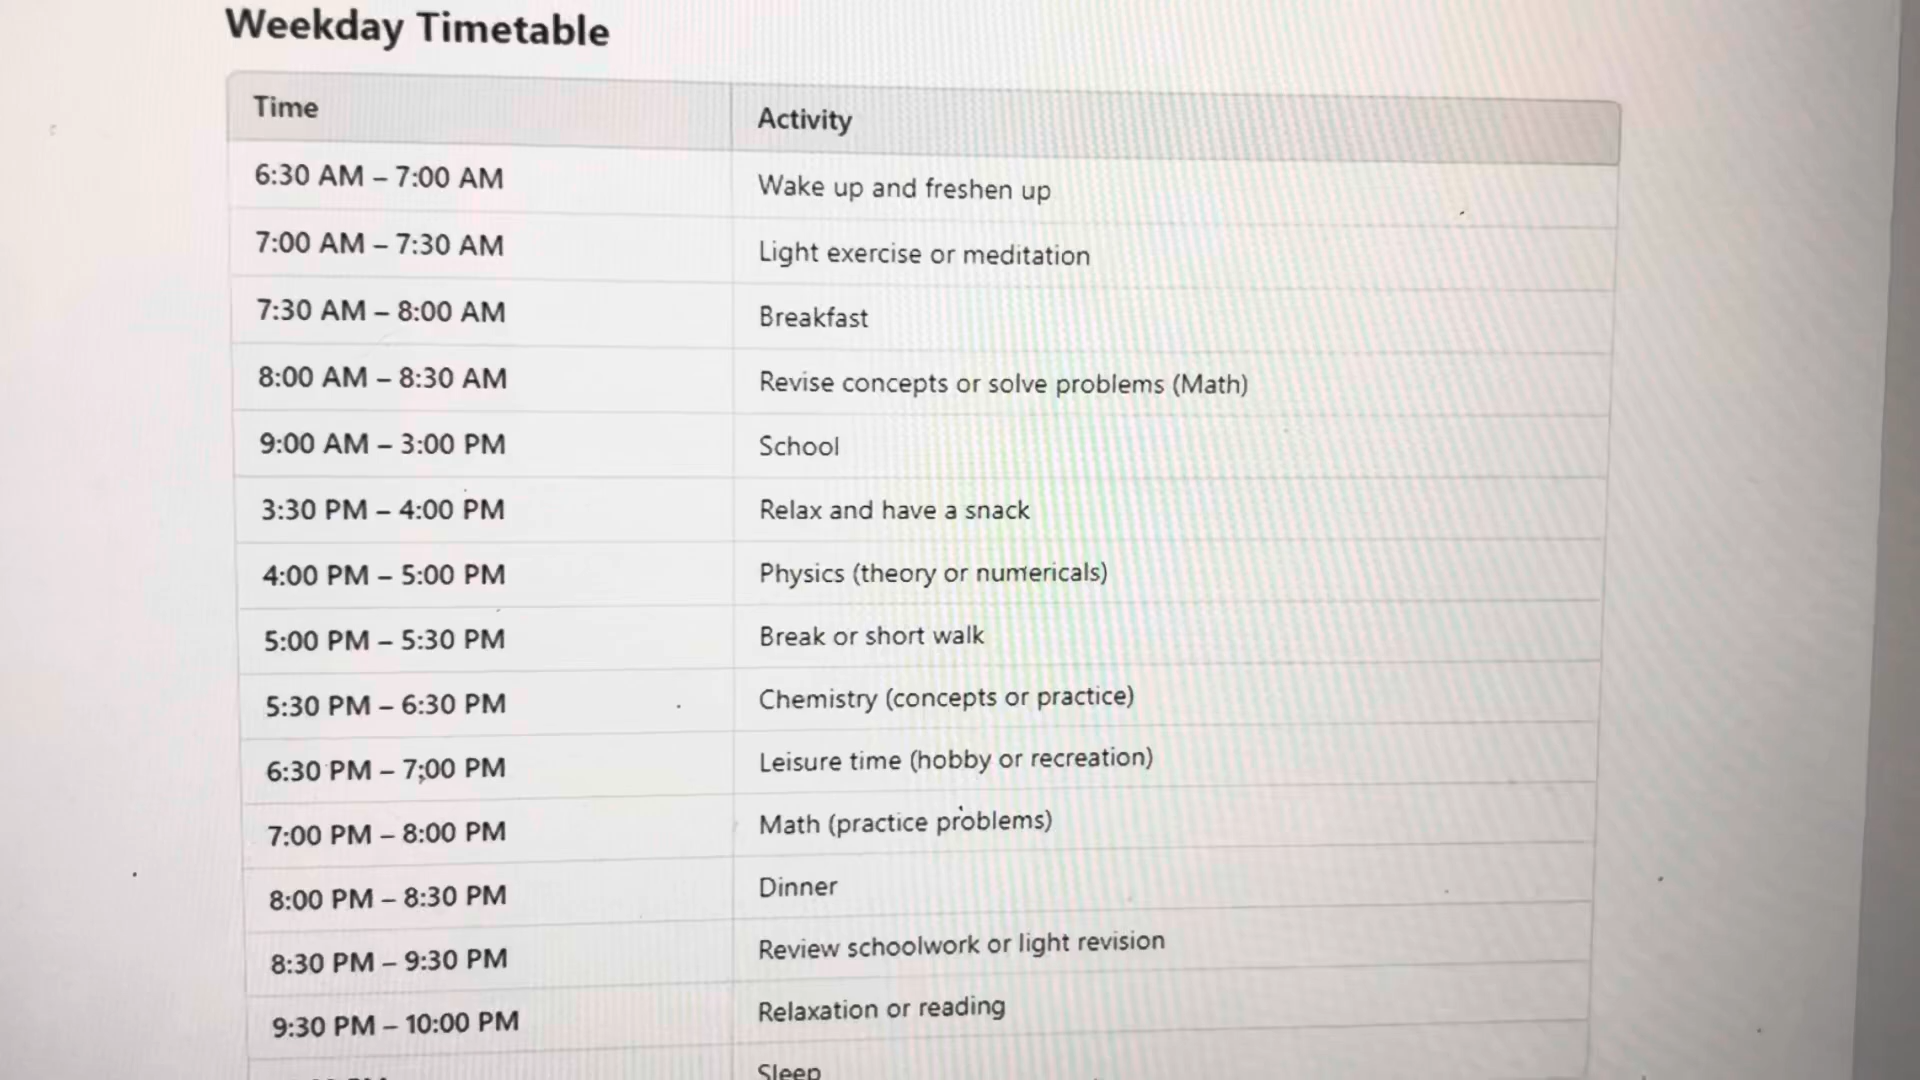 Weekday Timetable
Time Activity
6:30 AM – 7:00 AM Wake up and freshen up
7:00 AM – 7:30 AM Light exercise or meditation
7:30 AM – 8:00 AM Breakfast
8:00 AM – 8:30 AM Revise concepts or solve problems (Math)
9:00 AM – 3:00 PM School
3:30 PM – 4:00 PM Relax and have a snack
4:00 PM – 5:00 PM Physics (theory or numericals)
5:00 PM – 5:30 PM Break or short walk
5:30 PM – 6:30 PM Chemistry (concepts or practice)
6:30 PM – 7:00 PM Leisure time (hobby or recreation)
7:00 PM – 8:00 PM Math (practice problems)
8:00 PM – 8:30 PM Dinner
8:30 PM – 9:30 PM Review schoolwork or light revision
9:30 PM – 10:00 PM Relaxation or reading
Sleep